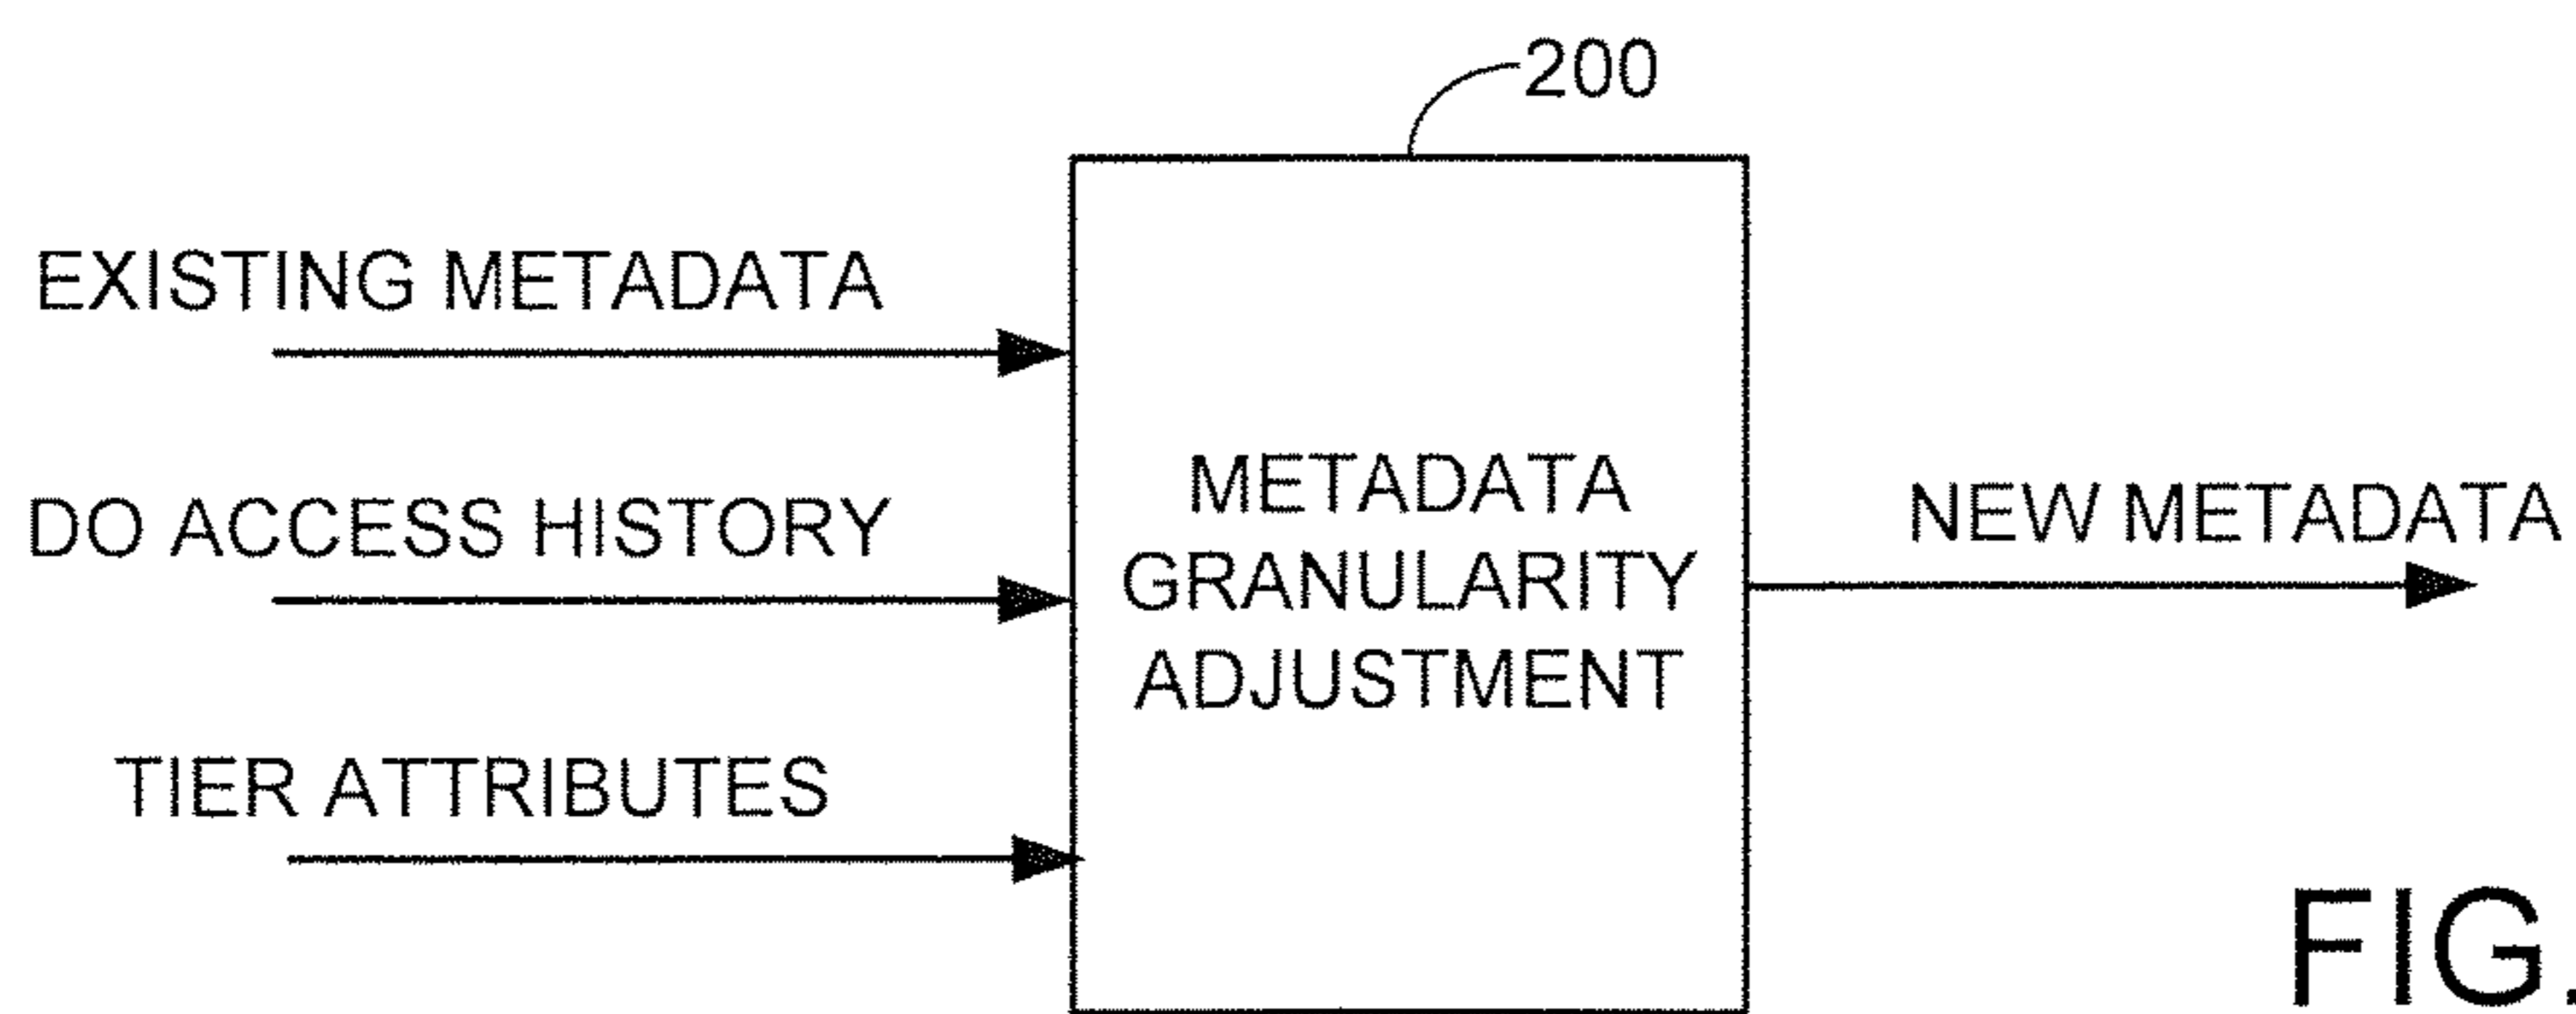 200
EXISTING METADATA
DO ACCESS HISTORY
TIER ATTRIBUTES
METADATA
GRANULARITY
ADJUSTMENT
NEW METADATA
FIG.